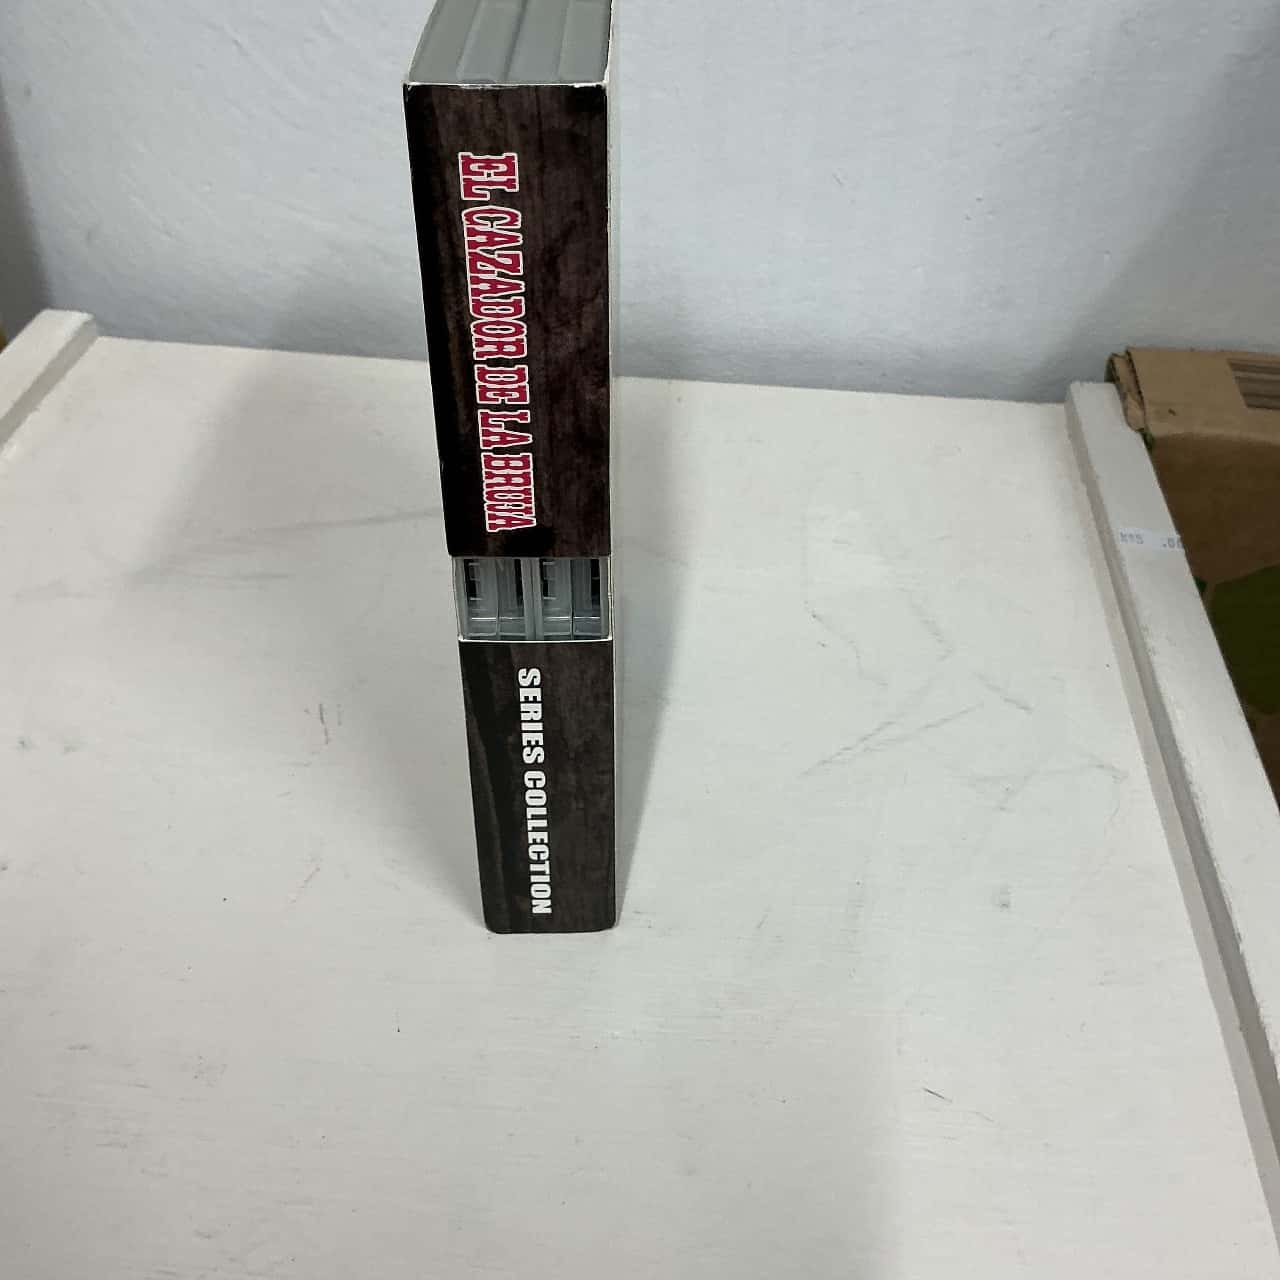 EL CAZADOR DE LA BRUJA
SERIES COLLECTION